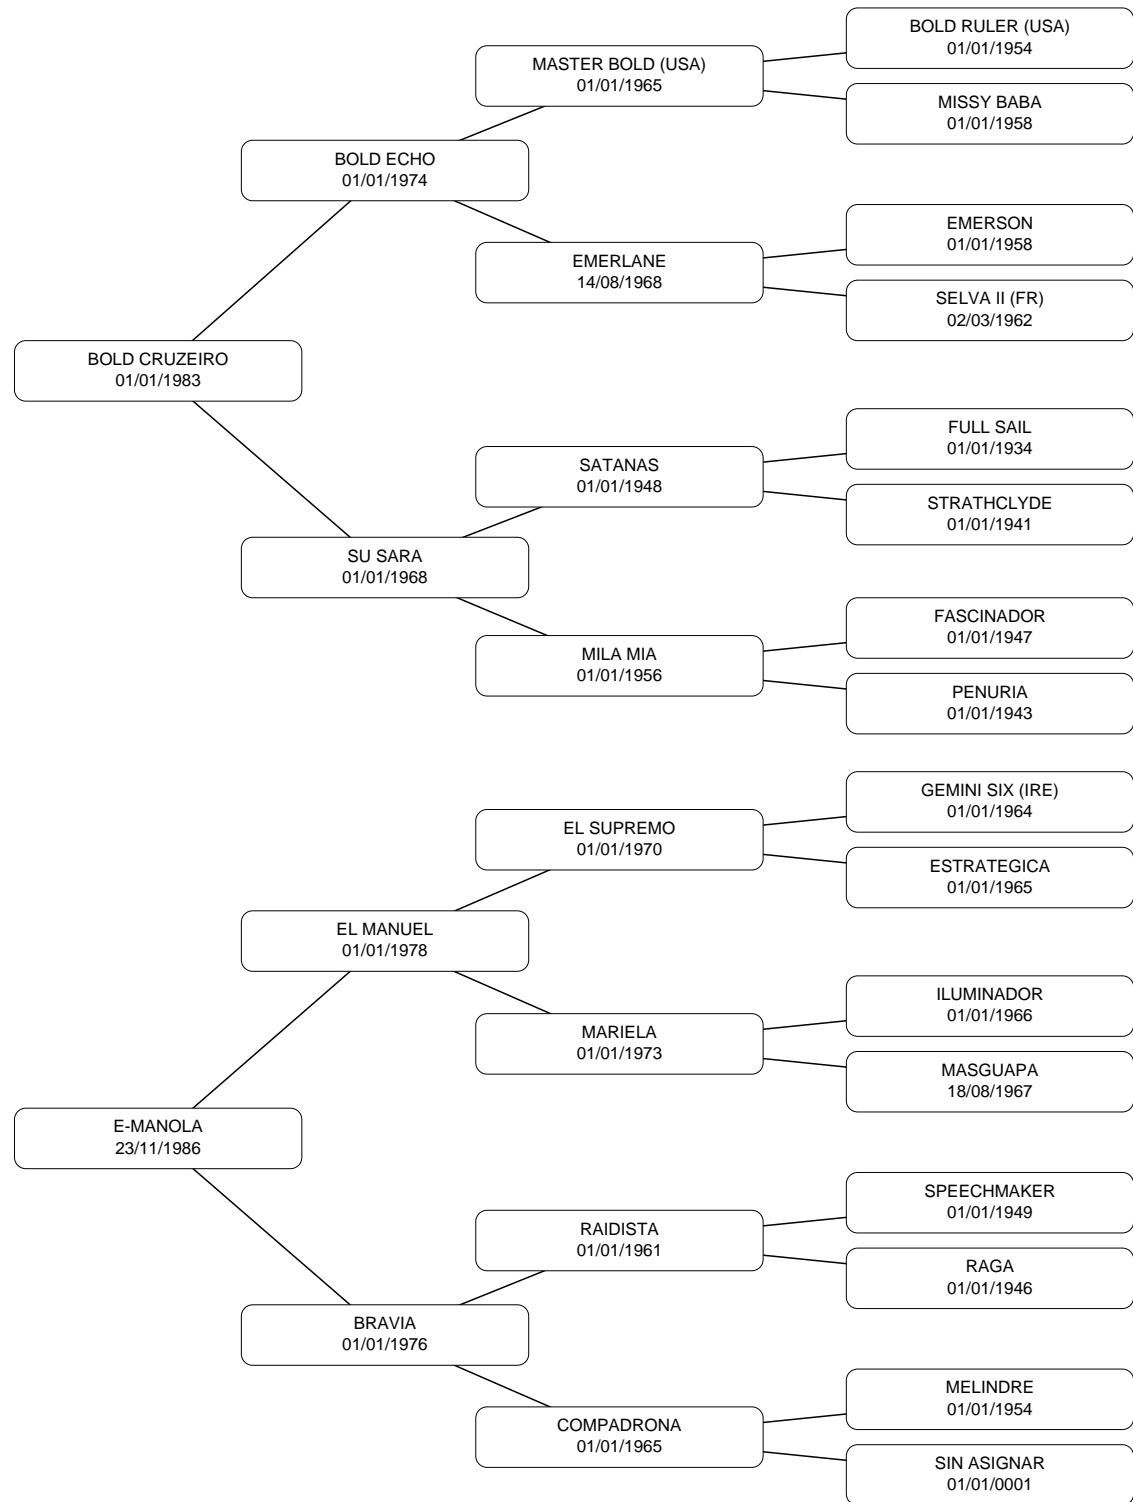 BOLD RULER (USA)
01/01/1954
MASTER BOLD (USA)
01/01/1965
MISSY BABA
01/01/1958
BOLD ECHO
01/01/1974
EMERSON
01/01/1958
EMERLANE
14/08/1968
SELVA II (FR)
02/03/1962
BOLD CRUZEIRO
01/01/1983
FULL SAIL
01/01/1934
SATANAS
01/01/1948
STRATHCLYDE
01/01/1941
SU SARA
01/01/1968
FASCINADOR
01/01/1947
MILA MIA
01/01/1956
PENURIA
01/01/1943
GEMINI SIX (IRE)
01/01/1964
EL SUPREMO
01/01/1970
ESTRATEGICA
01/01/1965
EL MANUEL
01/01/1978
ILUMINADOR
01/01/1966
MARIELA
01/01/1973
MASGUAPA
18/08/1967
E-MANOLA
23/11/1986
SPEECHMAKER
01/01/1949
RAIDISTA
01/01/1961
RAGA
01/01/1946
BRAVIA
01/01/1976
MELINDRE
01/01/1954
COMPADRONA
01/01/1965
SIN ASIGNAR
01/01/0001